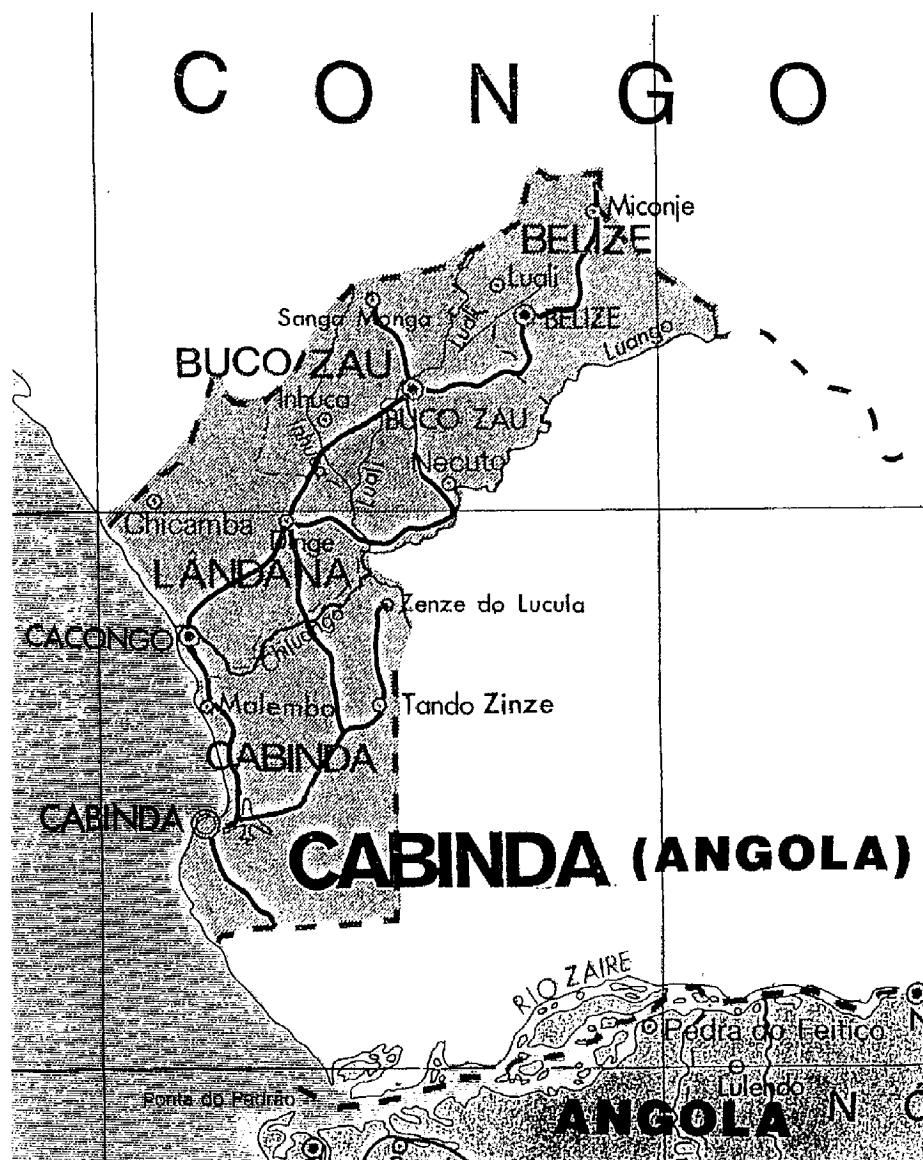 CONGO
Miconje
BELIZE
Luali
Sanga Monga
Luali
BELIZE
Luango
BUCO ZAU
Inhuca
BUCO ZAU
Luali
Necuto
Chicamba
Dinge
LÂNDANA
Zenze do Lucula
CACONGO
Chiluango
Malembo
Tando Zinze
CABINDA
CABINDA
CABINDA (ANGOLA)
RIO ZAIRE
Pedra do Feitiço
Lulendo
Ponta do Padrão
ANGOLA
N